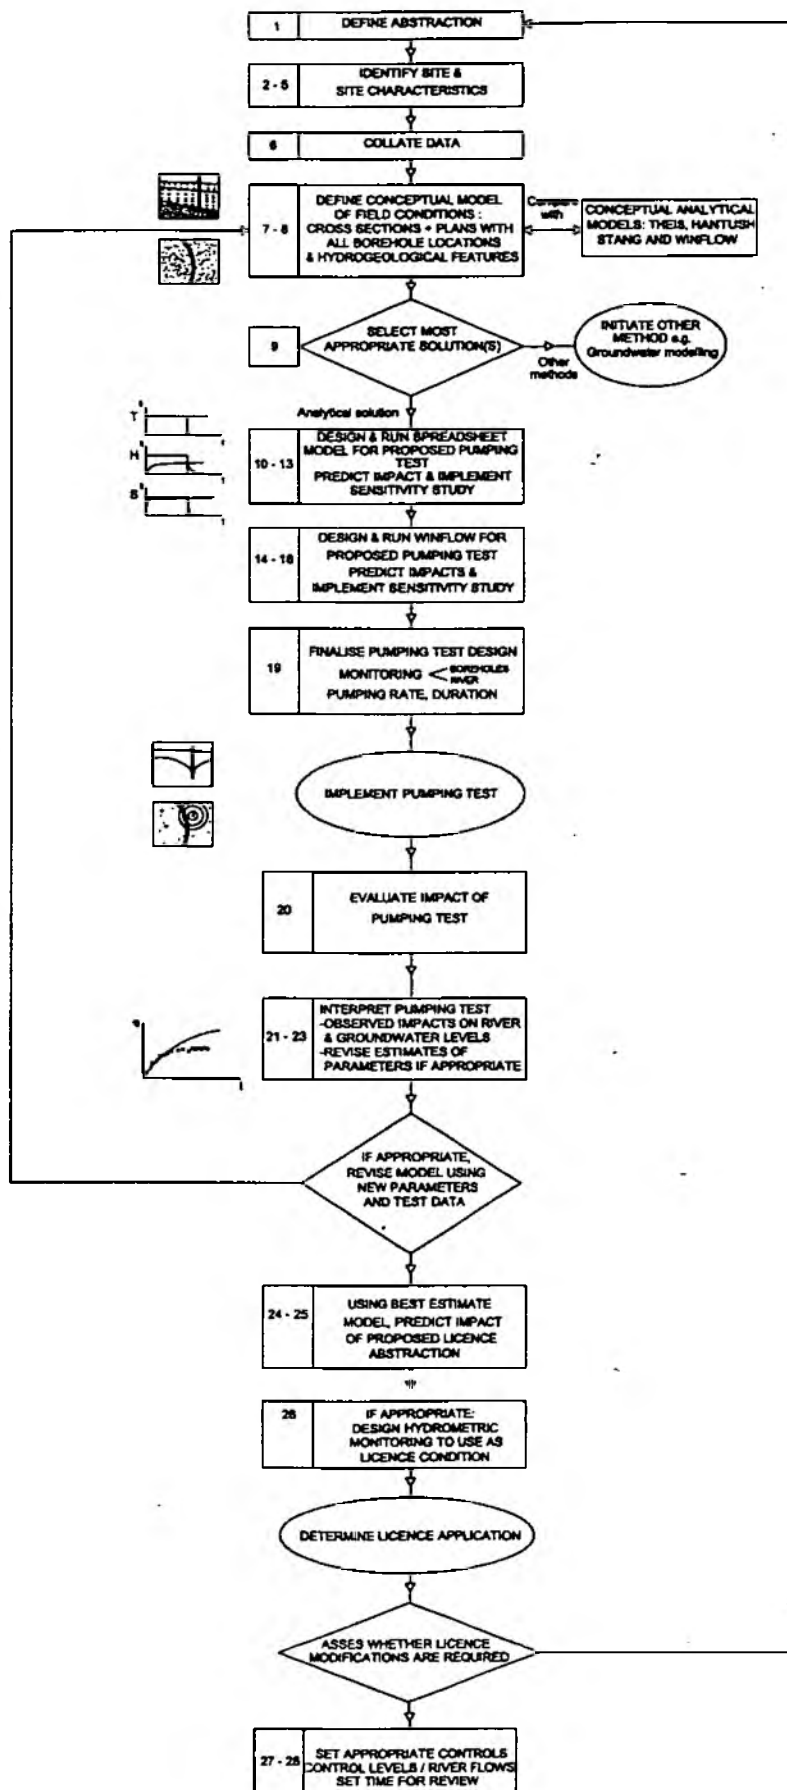 1
DEFINE ABSTRACTION
2 - 5
IDENTIFY SITE &
SITE CHARACTERISTICS
6
COLLATE DATA
7 - 8
DEFINE CONCEPTUAL MODEL
OF FIELD CONDITIONS :
CROSS SECTIONS + PLANS WITH
ALL BOREHOLE LOCATIONS
& HYDROGEOLOGICAL FEATURES
Compare
with
CONCEPTUAL ANALYTICAL
MODELS: THEIS, HANTUSH
STANG AND WINFLOW
9
SELECT MOST
APPROPRIATE SOLUTION(S)
Other
methods
INITIATE OTHER
METHOD e.g.
Groundwater modelling
Analytical solution
T
H
S
10 - 13
DESIGN & RUN SPREADSHEET
MODEL FOR PROPOSED PUMPING
TEST
PREDICT IMPACT & IMPLEMENT
SENSITIVITY STUDY
14 - 18
DESIGN & RUN WINFLOW FOR
PROPOSED PUMPING TEST
PREDICT IMPACTS &
IMPLEMENT SENSITIVITY STUDY
19
FINALISE PUMPING TEST DESIGN
MONITORING < BOREHOLES
RIVER
PUMPING RATE, DURATION
IMPLEMENT PUMPING TEST
20
EVALUATE IMPACT OF
PUMPING TEST
21 - 23
INTERPRET PUMPING TEST
-OBSERVED IMPACTS ON RIVER
& GROUNDWATER LEVELS
-REVISE ESTIMATES OF
PARAMETERS IF APPROPRIATE
IF APPROPRIATE,
REVISE MODEL USING
NEW PARAMETERS
AND TEST DATA
24 - 25
USING BEST ESTIMATE
MODEL, PREDICT IMPACT
OF PROPOSED LICENCE
ABSTRACTION
26
IF APPROPRIATE:
DESIGN HYDROMETRIC
MONITORING TO USE AS
LICENCE CONDITION
DETERMINE LICENCE APPLICATION
ASSES WHETHER LICENCE
MODIFICATIONS ARE REQUIRED
27 - 28
SET APPROPRIATE CONTROLS
CONTROL LEVELS / RIVER FLOWS
SET TIME FOR REVIEW